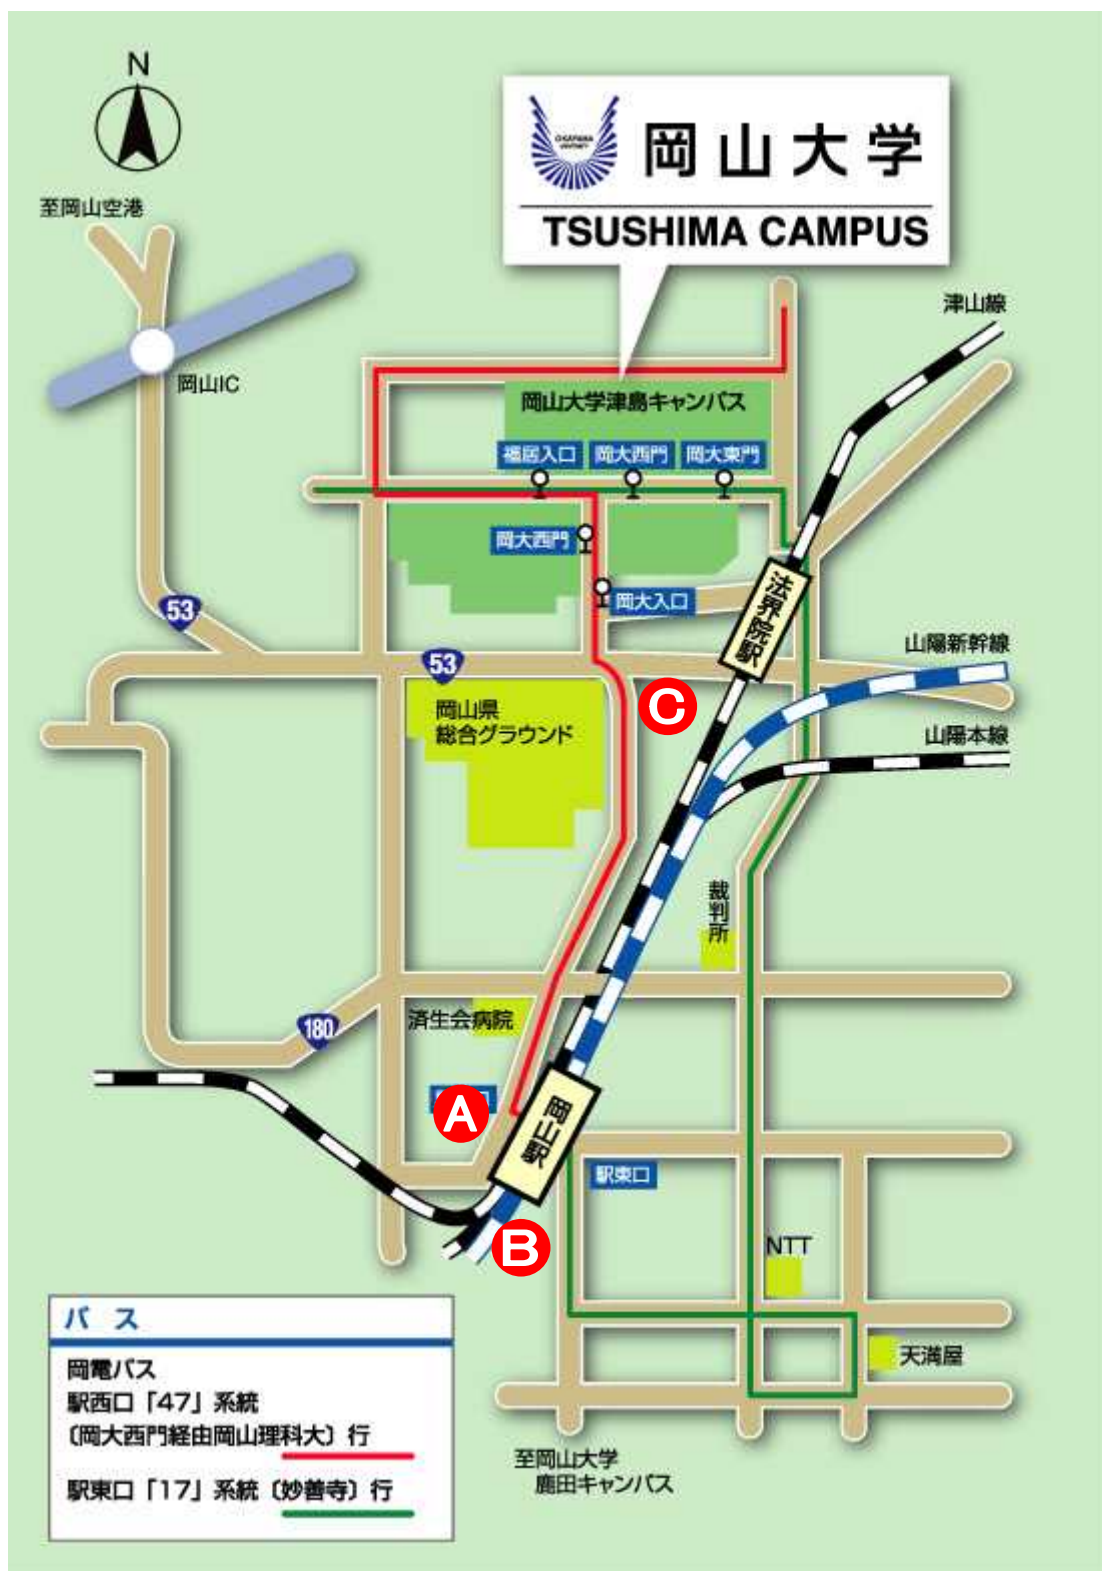 N
至岡山空港
OKAYAMA
UNIVERSITY
岡山大学
TSUSHIMA CAMPUS
津山線
岡山IC
岡山大学津島キャンパス
福居入口
岡大西門
岡大東門
岡大西門
法界院駅
岡大入口
53
山陽新幹線
53
岡山県
総合グラウンド
C
山陽本線
裁判所
済生会病院
180
岡山駅
A
駅東口
B
NTT
バス
岡電バス
駅西口「47」系統
〔岡大西門経由岡山理科大〕行
駅東口「17」系統〔妙善寺〕行
天満屋
至岡山大学
鹿田キャンパス